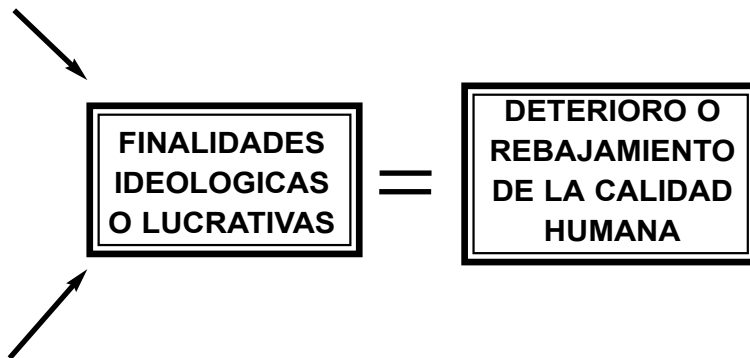 FINALIDADES
IDEOLOGICAS
O LUCRATIVAS
=
DETERIORO O
REBAJAMIENTO
DE LA CALIDAD
HUMANA